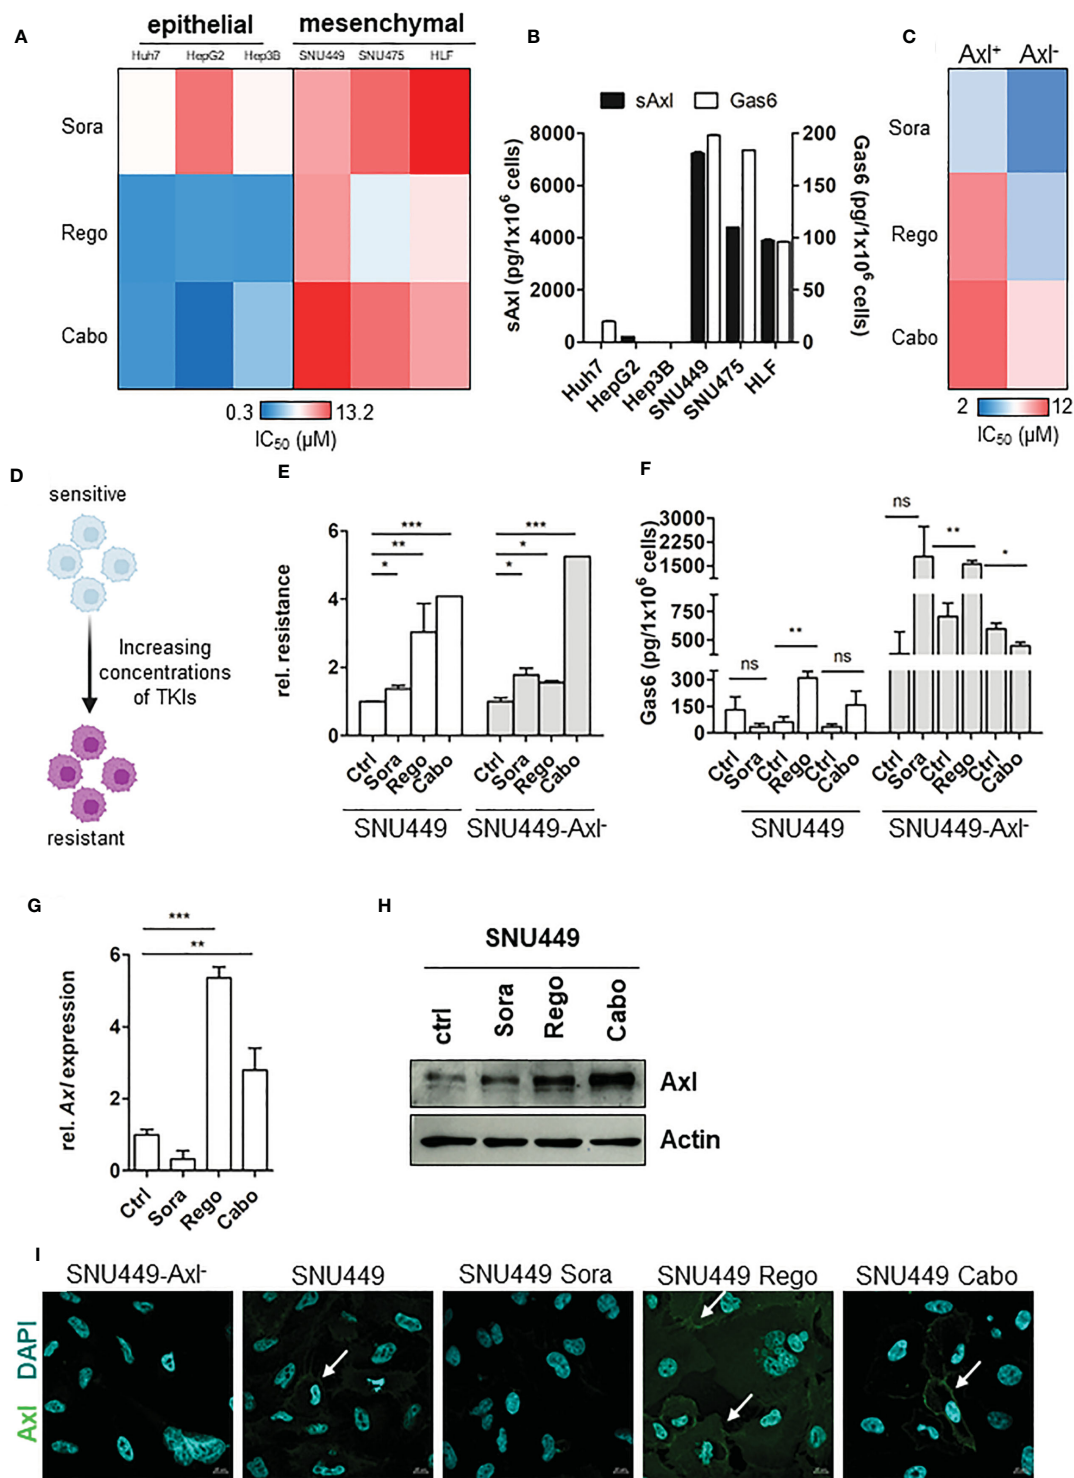 A
epithelial mesenchymal
Huh7 HepG2 Hep3B SNU449 SNU475 HLF
Sora
Rego
Cabo
0.3 13.2
IC50 (µM)
B
sAxl Gas6
sAxl (pg/1x10⁶ cells)
8000
6000
4000
2000
0
Gas6 (pg/1x10⁶ cells)
200
150
100
50
0
Huh7 HepG2 Hep3B SNU449 SNU475 HLF
C
Axl⁺ Axl⁻
Sora
Rego
Cabo
2 12
IC50 (µM)
D
sensitive
Increasing
concentrations
of TKIs
resistant
E
rel. resistance
6
4
2
0
***
**
*
***
*
*
Ctrl Sora Rego Cabo Ctrl Sora Rego Cabo
SNU449 SNU449-Axl⁻
F
Gas6 (pg/1x10⁶ cells)
3000
2250
1500
750
500
300
150
0
ns ** ns ns ** *
Ctrl Sora Ctrl Rego Ctrl Cabo Ctrl Sora Ctrl Rego Ctrl Cabo
SNU449 SNU449-Axl⁻
G
rel. Axl expression
6
4
2
0
***
**
Ctrl Sora Rego Cabo
H
SNU449
ctrl Sora Rego Cabo
Axl
Actin
I
SNU449-Axl⁻ SNU449 SNU449 Sora SNU449 Rego SNU449 Cabo
Axl DAPI